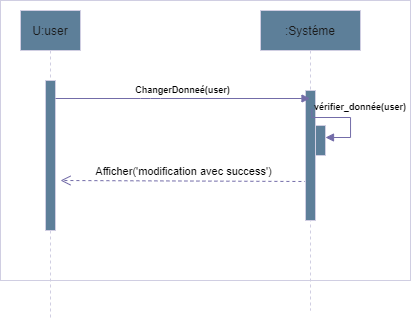 U:user
:Système
ChangerDonneé(user)
vérifier_donnée(user)
Afficher('modification avec success')